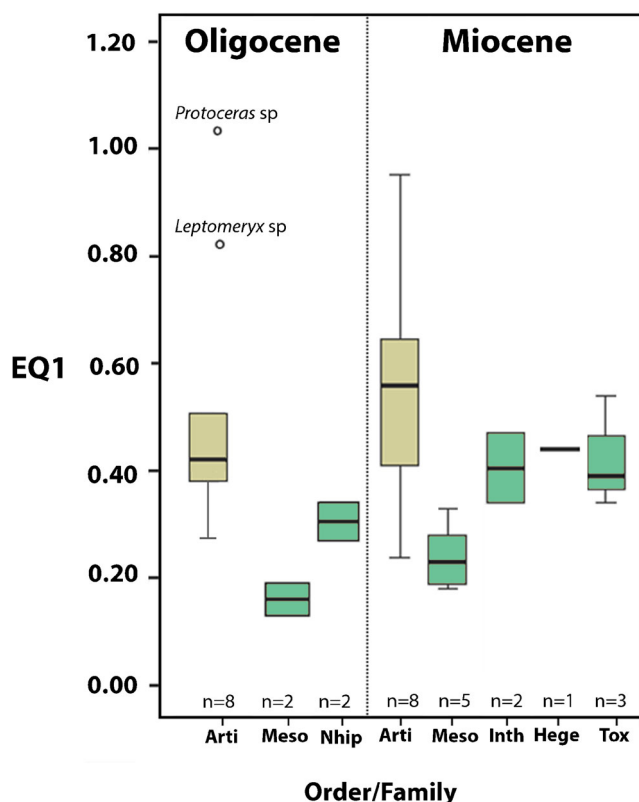 Oligocene
Miocene
1.20
1.00
0.80
0.60
0.40
0.20
0.00
EQ1
Protoceras sp
Leptomeryx sp
n=8 n=2 n=2 n=8 n=5 n=2 n=1 n=3
Arti Meso Nhip Arti Meso Inth Hege Tox
Order/Family